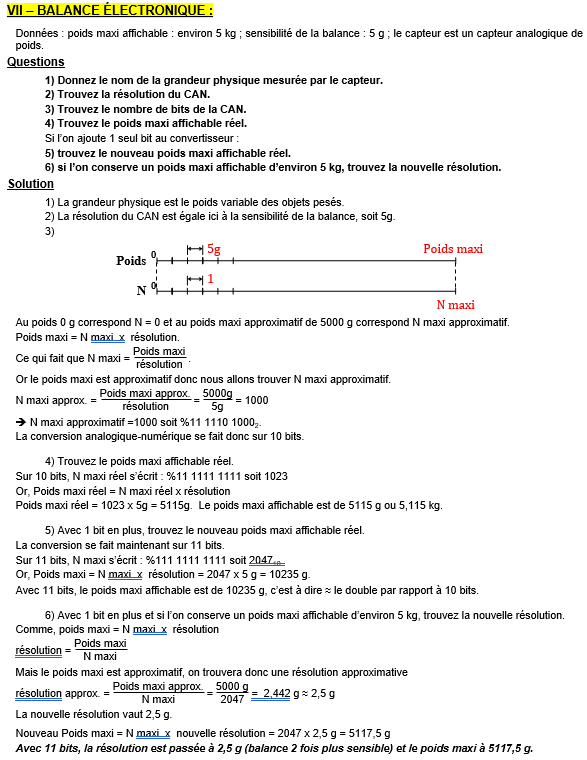 VII – BALANCE ÉLECTRONIQUE :
Données : poids maxi affichable : environ 5 kg ; sensibilité de la balance : 5 g ; le capteur est un capteur analogique de
poids.
Questions
1) Donnez le nom de la grandeur physique mesurée par le capteur.
2) Trouvez la résolution du CAN.
3) Trouvez le nombre de bits de la CAN.
4) Trouvez le poids maxi affichable réel.
Si l'on ajoute 1 seul bit au convertisseur :
5) trouvez le nouveau poids maxi affichable réel.
6) si l'on conserve un poids maxi affichable d'environ 5 kg, trouvez la nouvelle résolution.
Solution
1) La grandeur physique est le poids variable des objets pesés.
2) La résolution du CAN est égale ici à la sensibilité de la balance, soit 5g.
3)
5g Poids maxi
Poids 0
1
N 0
N maxi
Au poids 0 g correspond N = 0 et au poids maxi approximatif de 5000 g correspond N maxi approximatif.
Poids maxi = N maxi x résolution.
Ce qui fait que N maxi = Poids maxi / résolution .
Or le poids maxi est approximatif donc nous allons trouver N maxi approximatif.
N maxi approx. = Poids maxi approx. / résolution = 5000g / 5g = 1000
➔ N maxi approximatif =1000 soit %11 1110 1000₂.
La conversion analogique-numérique se fait donc sur 10 bits.
4) Trouvez le poids maxi affichable réel.
Sur 10 bits, N maxi réel s'écrit : %11 1111 1111 soit 1023
Or, Poids maxi réel = N maxi réel x résolution
Poids maxi réel = 1023 x 5g = 5115g. Le poids maxi affichable est de 5115 g ou 5,115 kg.
5) Avec 1 bit en plus, trouvez le nouveau poids maxi affichable réel.
La conversion se fait maintenant sur 11 bits.
Sur 11 bits, N maxi s'écrit : %111 1111 1111 soit 2047₁₀
Or, Poids maxi = N maxi x résolution = 2047 x 5 g = 10235 g.
Avec 11 bits, le poids maxi affichable est de 10235 g, c'est à dire ≈ le double par rapport à 10 bits.
6) Avec 1 bit en plus et si l'on conserve un poids maxi affichable d'environ 5 kg, trouvez la nouvelle résolution.
Comme, poids maxi = N maxi x résolution
résolution = Poids maxi / N maxi
Mais le poids maxi est approximatif, on trouvera donc une résolution approximative
résolution approx. = Poids maxi approx. / N maxi = 5000 g / 2047 = 2,442 g ≈ 2,5 g
La nouvelle résolution vaut 2,5 g.
Nouveau Poids maxi = N maxi x nouvelle résolution = 2047 x 2,5 g = 5117,5 g
Avec 11 bits, la résolution est passée à 2,5 g (balance 2 fois plus sensible) et le poids maxi à 5117,5 g.